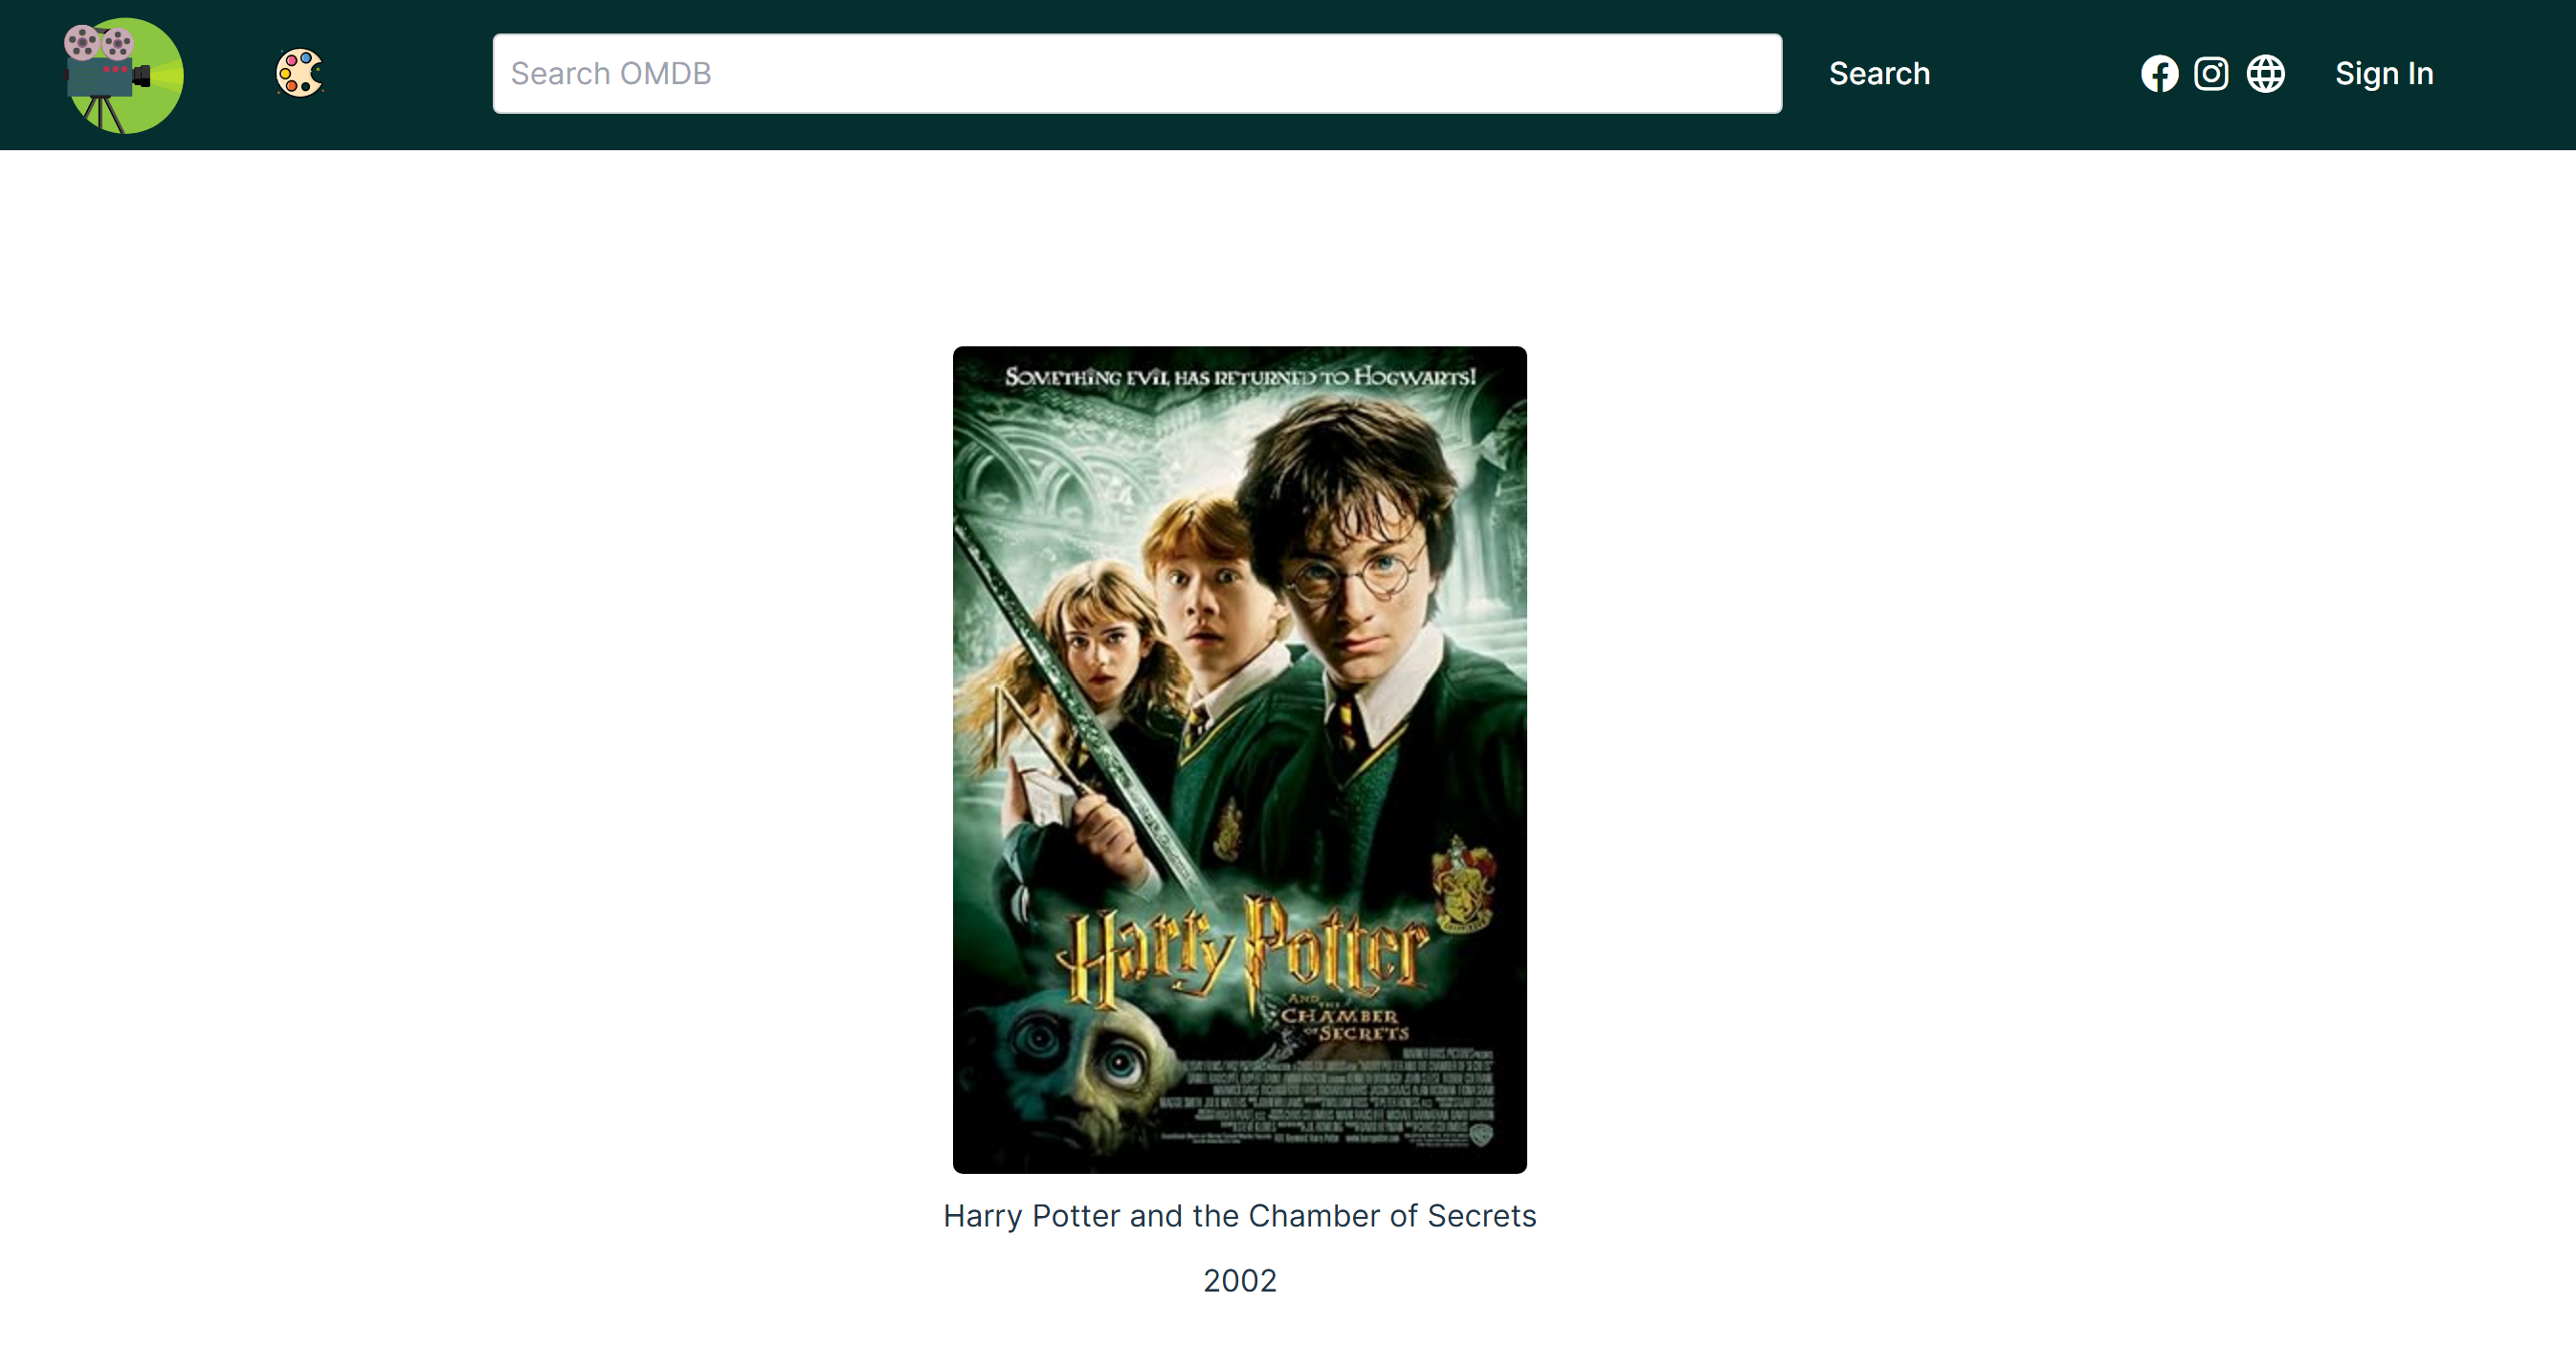 Search OMDB
Search
Sign In
SOMETHING EVIL HAS RETURNED TO HOGWARTS!
Harry Potter
AND THE
CHAMBER
OF SECRETS
Harry Potter and the Chamber of Secrets
2002